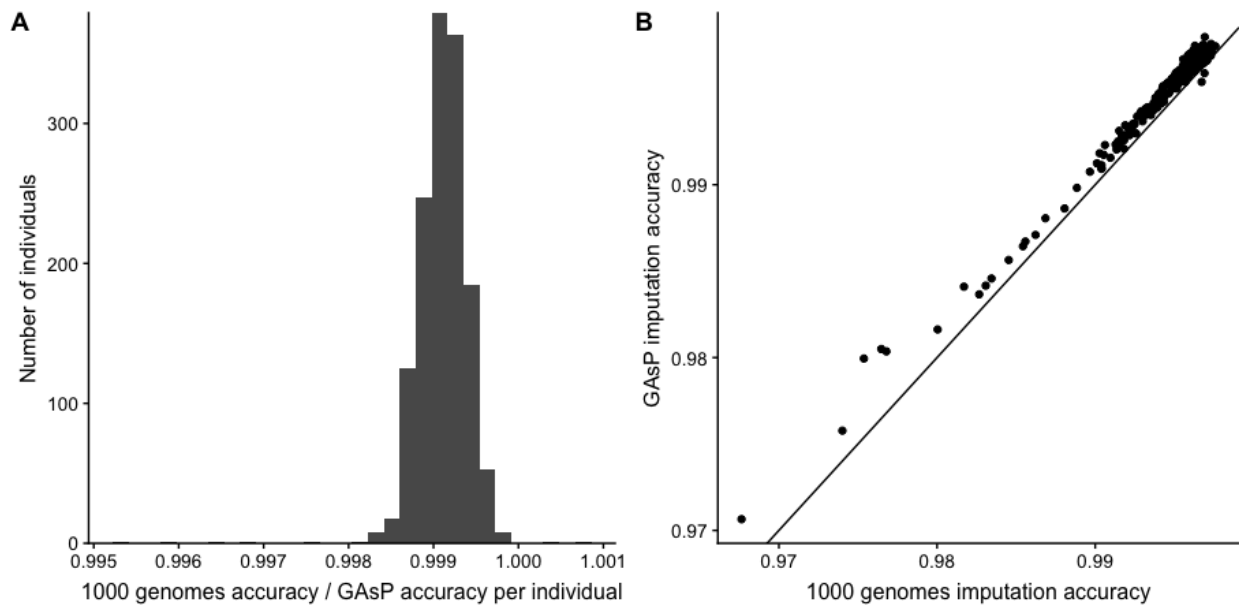 A
Number of individuals
300
200
100
0
0.995 0.996 0.997 0.998 0.999 1.000 1.001
1000 genomes accuracy / GAsP accuracy per individual
B
GAsP imputation accuracy
0.99
0.98
0.97
0.97 0.98 0.99
1000 genomes imputation accuracy